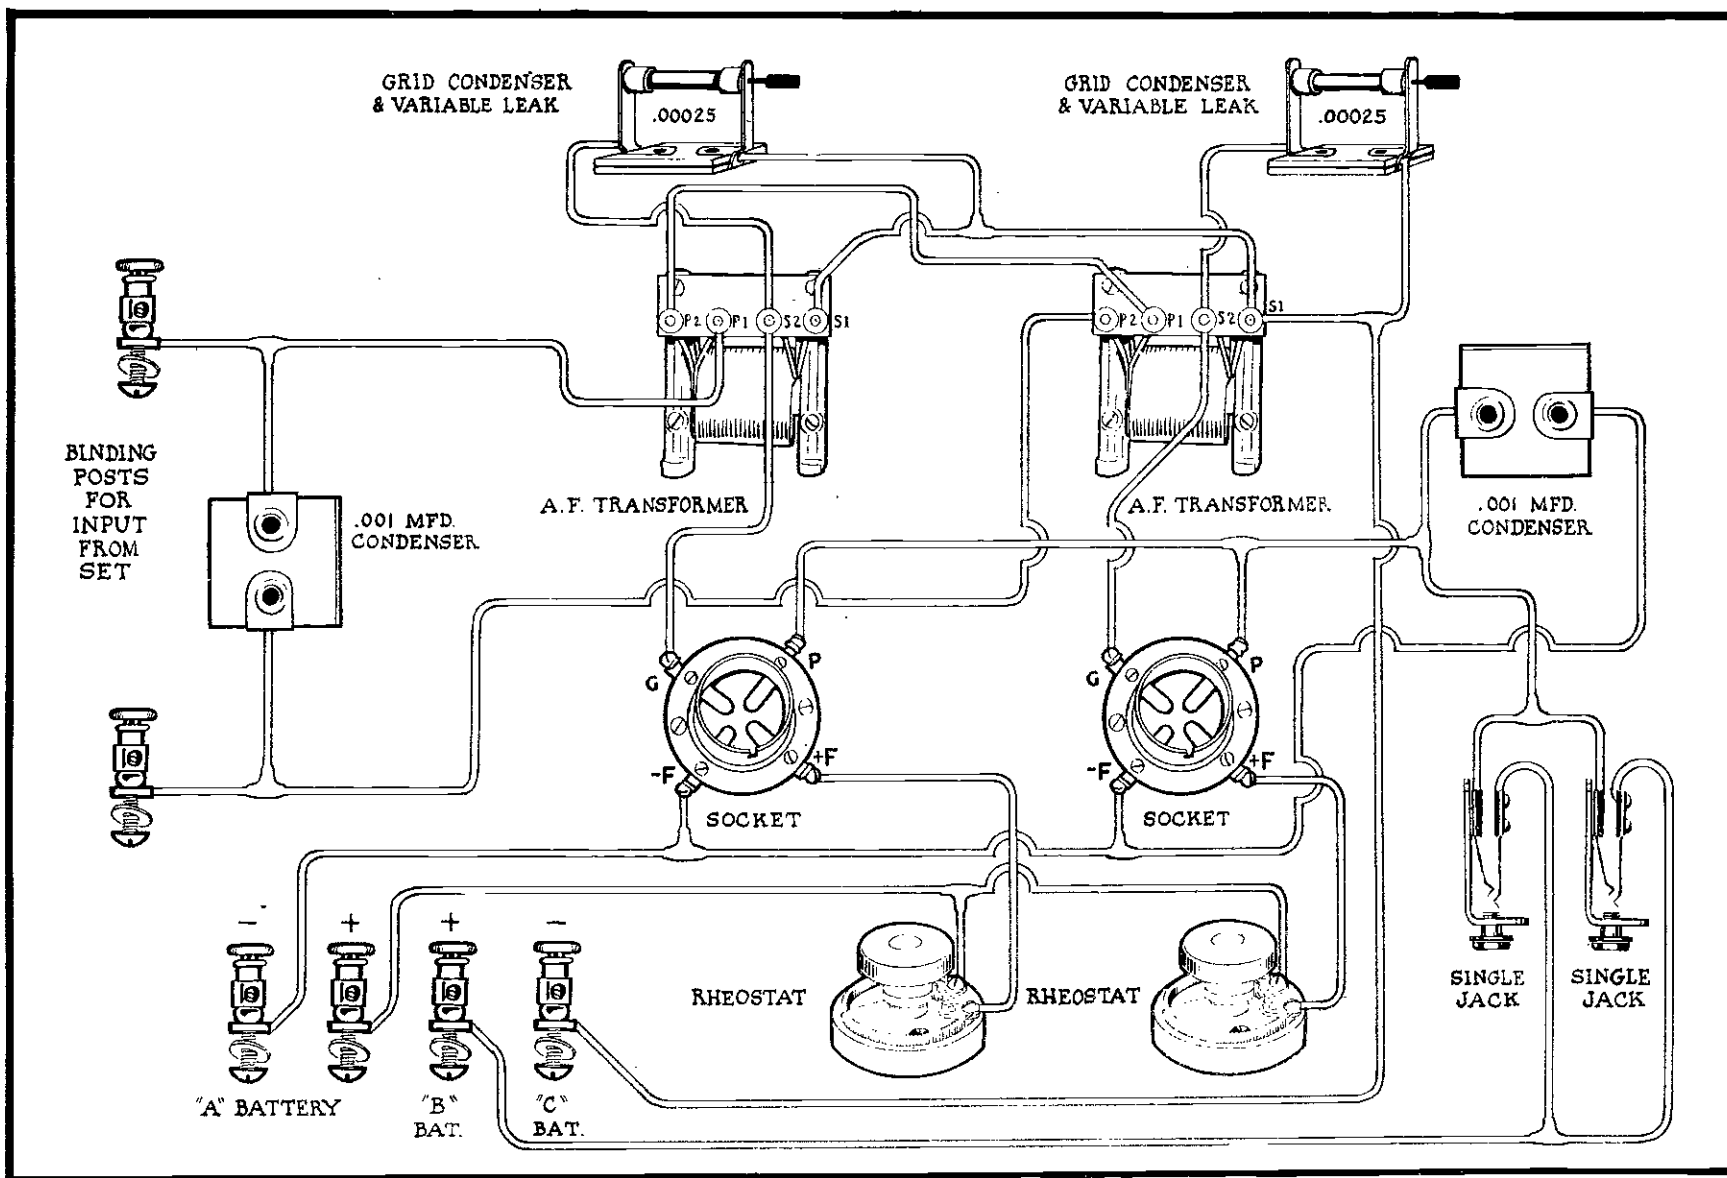 GRID CONDENSER
& VARIABLE LEAK
.00025
GRID CONDENSER
& VARIABLE LEAK
.00025
P2
P1
S2
S1
P2
P1
S2
S1
BINDING
POSTS
FOR
INPUT
FROM
SET
.001 MFD.
CONDENSER
A.F. TRANSFORMER
A.F. TRANSFORMER
.001 MFD.
CONDENSER
G
P
-F
+F
SOCKET
G
P
-F
+F
SOCKET
-
+
+
-
RHEOSTAT
RHEOSTAT
SINGLE
JACK
SINGLE
JACK
"A" BATTERY
"B"
BAT.
"C"
BAT.